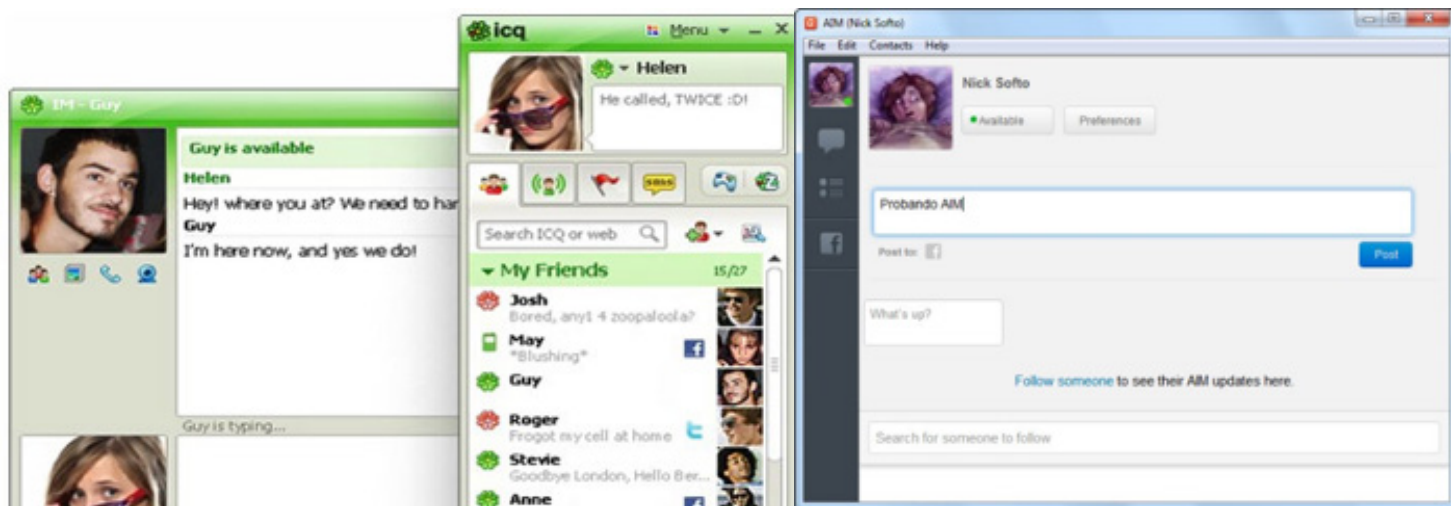 IM - Guy
Guy is available
Helen
Hey! where you at? We need to har
Guy
I'm here now, and yes we do!
Guy is typing...
icq
Menu
Helen
He called, TWICE :D!
sms
Search ICQ or web
My Friends 15/27
Josh
Bored, any1 4 zoopaloola?
May
*Blushing*
Guy
Roger
Frogot my cell at home
Stevie
Goodbye London, Hello Ber...
Anne
AIM (Nick Softo)
File Edit Contacts Help
Nick Softo
Available Preferences
Probando AIM
Post to:
Post
What's up?
Follow someone to see their AIM updates here.
Search for someone to follow